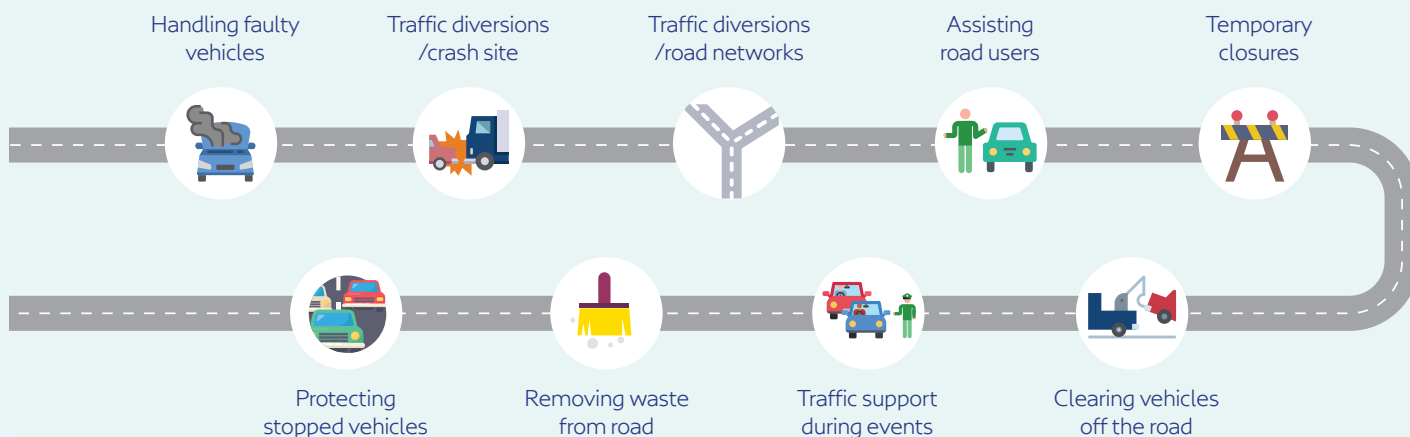 Handling faulty
vehicles
Traffic diversions
/crash site
Traffic diversions
/road networks
Assisting
road users
Temporary
closures
Protecting
stopped vehicles
Removing waste
from road
Traffic support
during events
Clearing vehicles
off the road